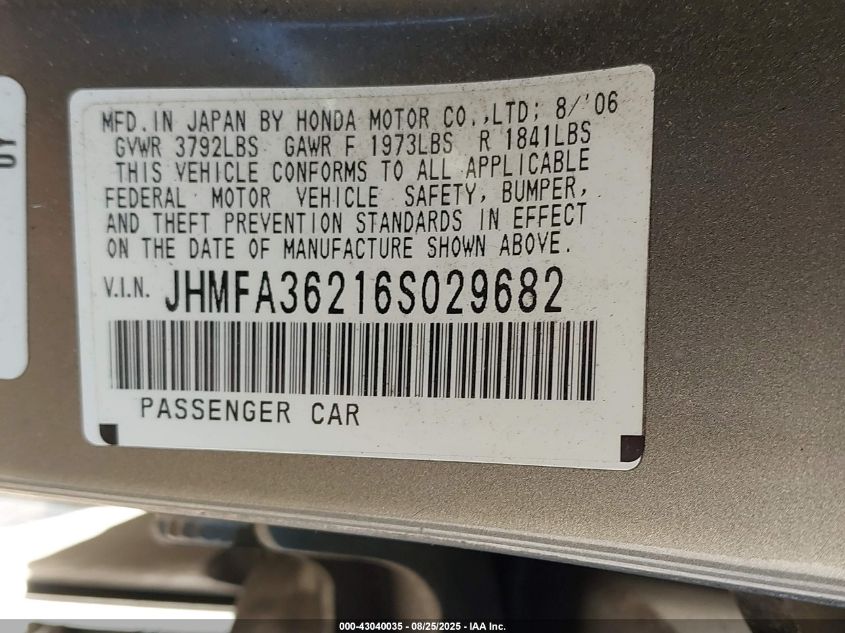 MFD. IN JAPAN BY HONDA MOTOR CO.,LTD; 8/'06
GVWR 3792LBS GAWR F 1973LBS R 1841LBS
THIS VEHICLE CONFORMS TO ALL APPLICABLE
FEDERAL MOTOR VEHICLE SAFETY, BUMPER,
AND THEFT PREVENTION STANDARDS IN EFFECT
ON THE DATE OF MANUFACTURE SHOWN ABOVE.
V.I.N. JHMFA36216S029682
PASSENGER CAR
OY
000-43040035 - 08/25/2025 - IAA Inc.